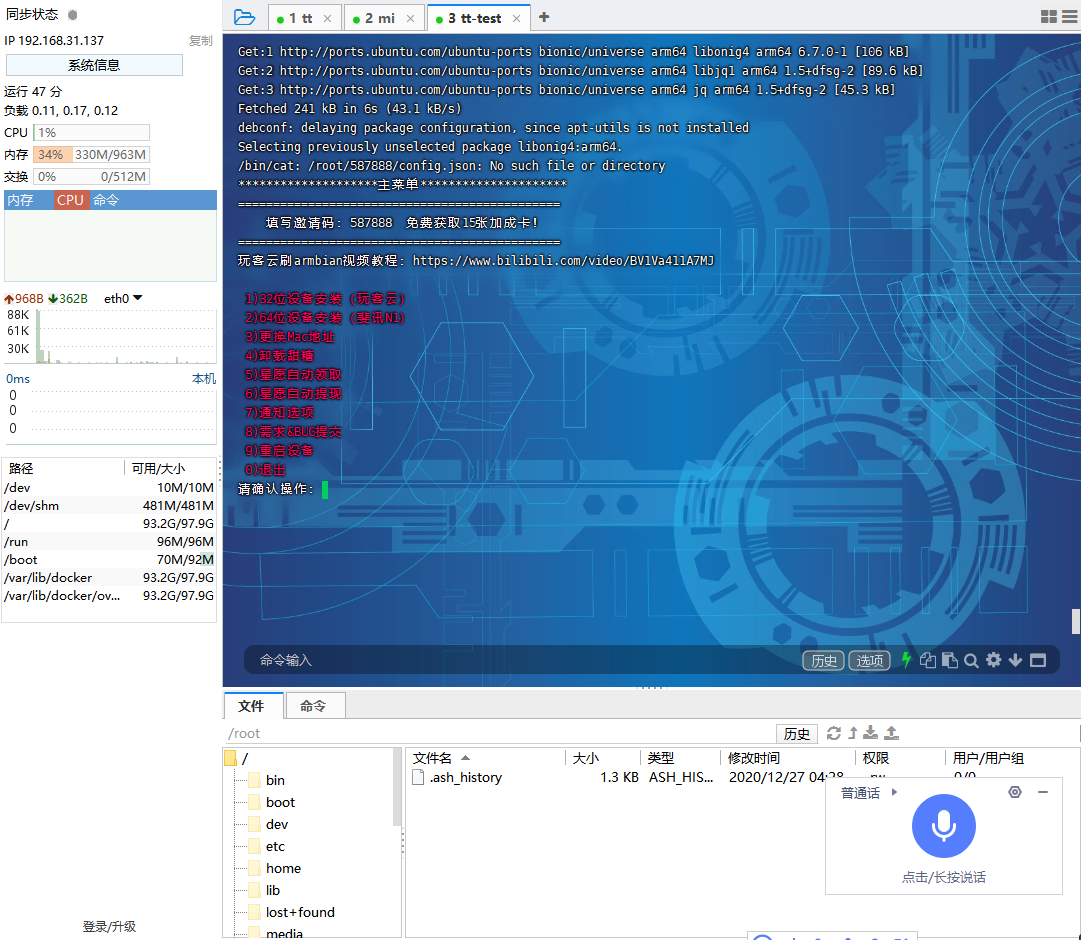 同步状态
IP 192.168.31.137 复制
系统信息
运行 47 分
负载 0.11, 0.17, 0.12
CPU 1%
内存 34% 330M/963M
交换 0% 0/512M
内存 CPU 命令
968B 362B eth0
88K
61K
30K
0ms 本机
0
0
0
路径 可用/大小
/dev 10M/10M
/dev/shm 481M/481M
/ 93.2G/97.9G
/run 96M/96M
/boot 70M/92M
/var/lib/docker 93.2G/97.9G
/var/lib/docker/ov... 93.2G/97.9G
登录/升级
1 tt 2 mi 3 tt-test
Get:1 http://ports.ubuntu.com/ubuntu-ports bionic/universe arm64 libonig4 arm64 6.7.0-1 [106 kB]
Get:2 http://ports.ubuntu.com/ubuntu-ports bionic/universe arm64 libjq1 arm64 1.5+dfsg-2 [89.6 kB]
Get:3 http://ports.ubuntu.com/ubuntu-ports bionic/universe arm64 jq arm64 1.5+dfsg-2 [45.3 kB]
Fetched 241 kB in 6s (43.1 kB/s)
debconf: delaying package configuration, since apt-utils is not installed
Selecting previously unselected package libonig4:arm64.
/bin/cat: /root/587888/config.json: No such file or directory
********************主菜单*********************
==============================================
填写邀请码: 587888 免费获取15张加成卡!
==============================================
玩客云刷armbian视频教程: https://www.bilibili.com/video/BV1Va411A7MJ
1)32位设备安装 (玩客云)
2)64位设备安装 (斐讯N1)
3)更换Mac地址
4)卸载甜糖
5)星愿自动领取
6)星愿自动提现
7)通知选项
8)需求&BUG提交
9)重启设备
0)退出
请确认操作:
命令输入 历史 选项
文件 命令
/root 历史
/
bin
boot
dev
etc
home
lib
lost+found
media
文件名 大小 类型 修改时间 权限 用户/用户组
.ash_history 1.3 KB ASH_HIS... 2020/12/27 04:28 -rw 0/0
普通话
点击/长按说话